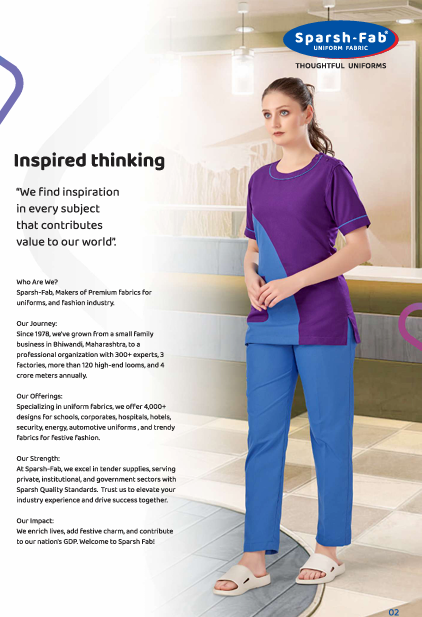 Sparsh-Fab®
UNIFORM FABRIC
THOUGHTFUL UNIFORMS
Inspired thinking
“We find inspiration
in every subject
that contributes
value to our world”.
Who Are We?
Sparsh-Fab, Makers of Premium fabrics for
uniforms, and fashion industry.
Our Journey:
Since 1978, we've grown from a small family
business in Bhiwandi, Maharashtra, to a
professional organization with 300+ experts, 3
factories, more than 120 high-end looms, and 4
crore meters annually.
Our Offerings:
Specializing in uniform fabrics, we offer 4,000+
designs for schools, corporates, hospitals, hotels,
security, energy, automotive uniforms , and trendy
fabrics for festive fashion.
Our Strength:
At Sparsh-Fab, we excel in tender supplies, serving
private, institutional, and government sectors with
Sparsh Quality Standards. Trust us to elevate your
industry experience and drive success together.
Our Impact:
We enrich lives, add festive charm, and contribute
to our nation's GDP. Welcome to Sparsh Fab!
02